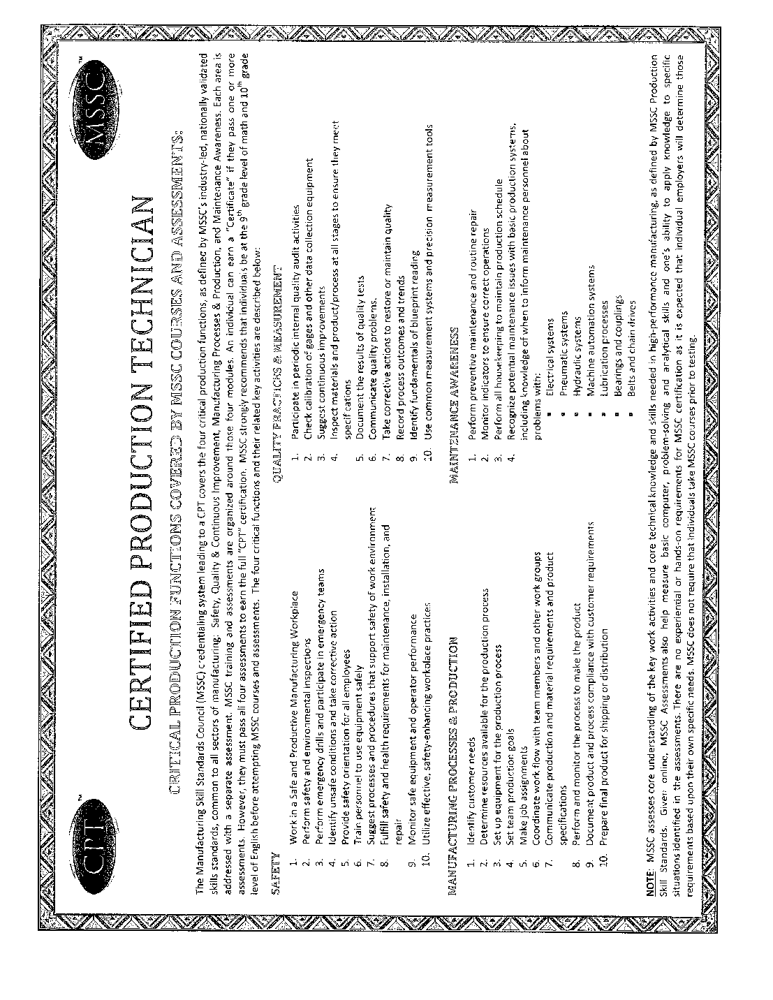 CPT ™
MSSC ™
CERTIFIED PRODUCTION TECHNICIAN
CRITICAL PRODUCTION FUNCTIONS COVERED BY MSSC COURSES AND ASSESSMENTS:
The Manufacturing Skill Standards Council (MSSC) credentialing system leading to a CPT covers the four critical production functions, as defined by MSSC's industry-led, nationally validated
skills standards, common to all sectors of manufacturing: Safety, Quality & Continuous Improvement, Manufacturing Processes & Production, and Maintenance Awareness. Each area is
addressed with a separate assessment. MSSC training and assessments are organized around those four modules. An individual can earn a "Certificate" if they pass one or more
assessments. However, they must pass all four assessments to earn the full "CPT" certification. MSSC strongly recommends that individuals be at the 9th grade level of math and 10th grade
level of English before attempting MSSC courses and assessments. The four critical functions and their related key activities are described below:
SAFETY
1. Work in a Safe and Productive Manufacturing Workplace
2. Perform safety and environmental inspections
3. Perform emergency drills and participate in emergency teams
4. Identify unsafe conditions and take corrective action
5. Provide safety orientation for all employees
6. Train personnel to use equipment safely
7. Suggest processes and procedures that support safety of work environment
8. Fulfill safety and health requirements for maintenance, installation, and
repair
9. Monitor safe equipment and operator performance
10. Utilize effective, safety-enhancing workplace practices
QUALITY PRACTICES & MEASUREMENT
1. Participate in periodic internal quality audit activities
2. Check calibration of gages and other data collection equipment
3. Suggest continuous improvements
4. Inspect materials and product/process at all stages to ensure they meet
specifications
5. Document the results of quality tests
6. Communicate quality problems.
7. Take corrective actions to restore or maintain quality
8. Record process outcomes and trends
9. Identify fundamentals of blueprint reading
10. Use common measurement systems and precision measurement tools
MANUFACTURING PROCESSES & PRODUCTION
1. Identify customer needs
2. Determine resources available for the production process
3. Set up equipment for the production process
4. Set team production goals
5. Make job assignments
6. Coordinate work flow with team members and other work groups
7. Communicate production and material requirements and product
specifications
8. Perform and monitor the process to make the product
9. Document product and process compliance with customer requirements
10. Prepare final product for shipping or distribution
MAINTENANCE AWARENESS
1. Perform preventive maintenance and routine repair
2. Monitor indicators to ensure correct operations
3. Perform all housekeeping to maintain production schedule
4. Recognize potential maintenance issues with basic production systems,
including knowledge of when to inform maintenance personnel about
problems with:
▪ Electrical systems
▪ Pneumatic systems
▪ Hydraulic systems
▪ Machine automation systems
▪ Lubrication processes
▪ Bearings and couplings
▪ Belts and chain drives
NOTE: MSSC assesses core understanding of the key work activities and core technical knowledge and skills needed in high-performance manufacturing, as defined by MSSC Production
Skill Standards. Given online, MSSC Assessments also help measure basic computer, problem-solving and analytical skills and one's ability to apply knowledge to specific
situations identified in the assessments. There are no experiential or hands-on requirements for MSSC certification as it is expected that individual employers will determine those
requirements based upon their own specific needs. MSSC does not require that individuals take MSSC courses prior to testing.